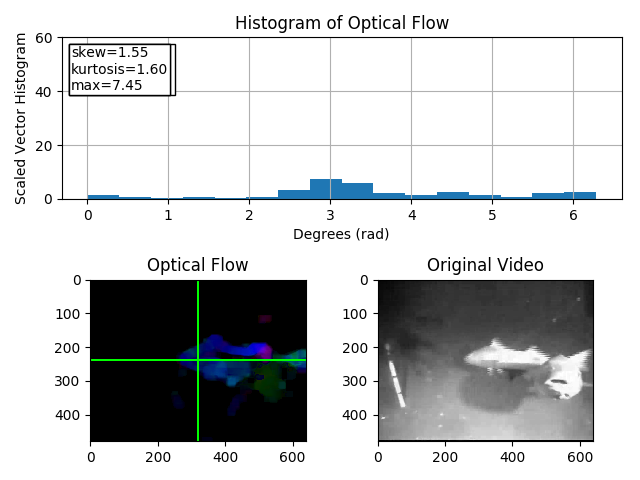 Histogram of Optical Flow
Scaled Vector Histogram
60
40
20
0
skew=1.55
kurtosis=1.60
max=7.45
0 1 2 3 4 5 6
Degrees (rad)
Optical Flow
0
100
200
300
400
0 200 400 600
Original Video
0
100
200
300
400
0 200 400 600